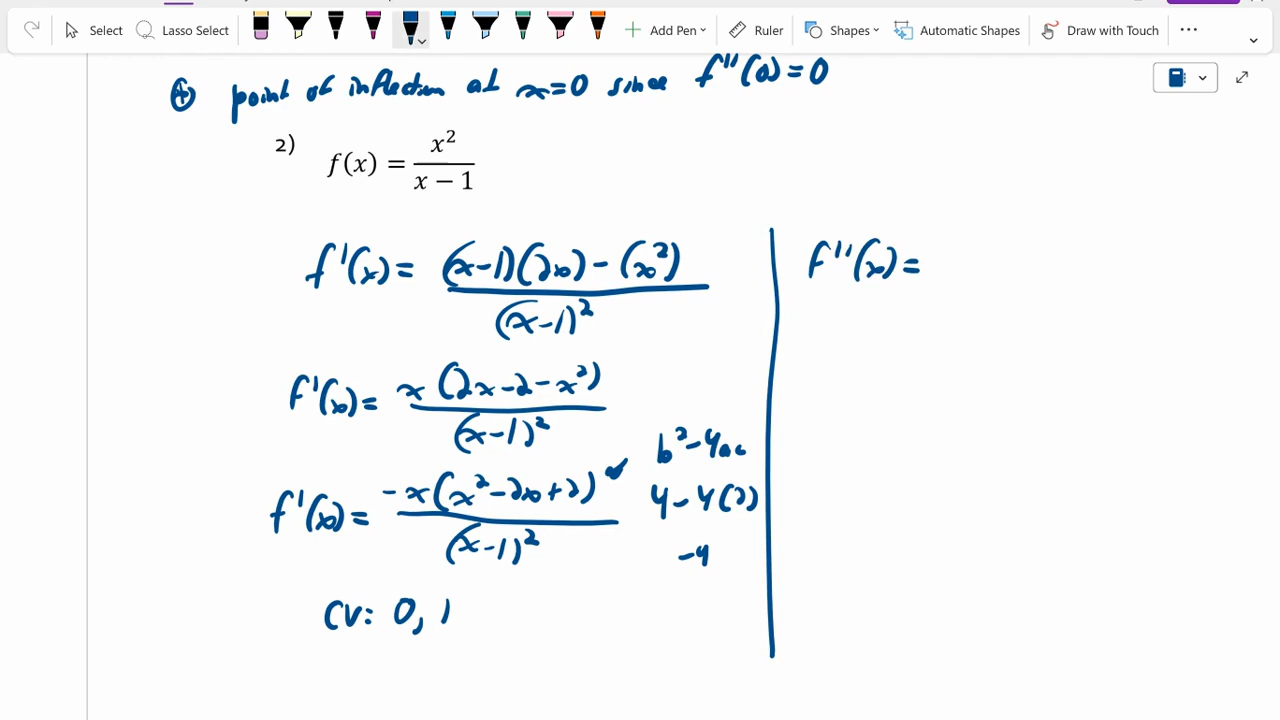 Select Lasso Select Add Pen Ruler Shapes Automatic Shapes Draw with Touch
point of inflection at x=0 since f''(0)=0
2) f(x) = x²/(x − 1)
f'(x) = ((x-1)(2x) - (x²))/(x-1)²
f''(x) =
f'(x) = x(2x-2-x²)/(x-1)²
b²-4ac
f'(x) = -x(x²-2x+2)/(x-1)²
4-4(2)
-4
CV: 0, 1